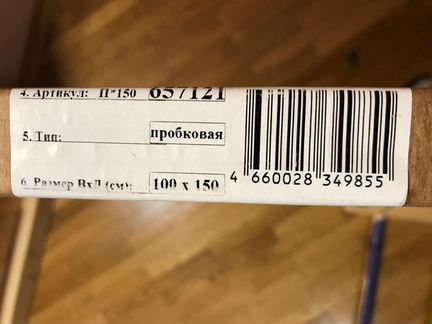 4. Артикул: П*150 657121
5. Тип: пробковая
6. Размер ВхД (см): 100 х 150
4 660028 349855